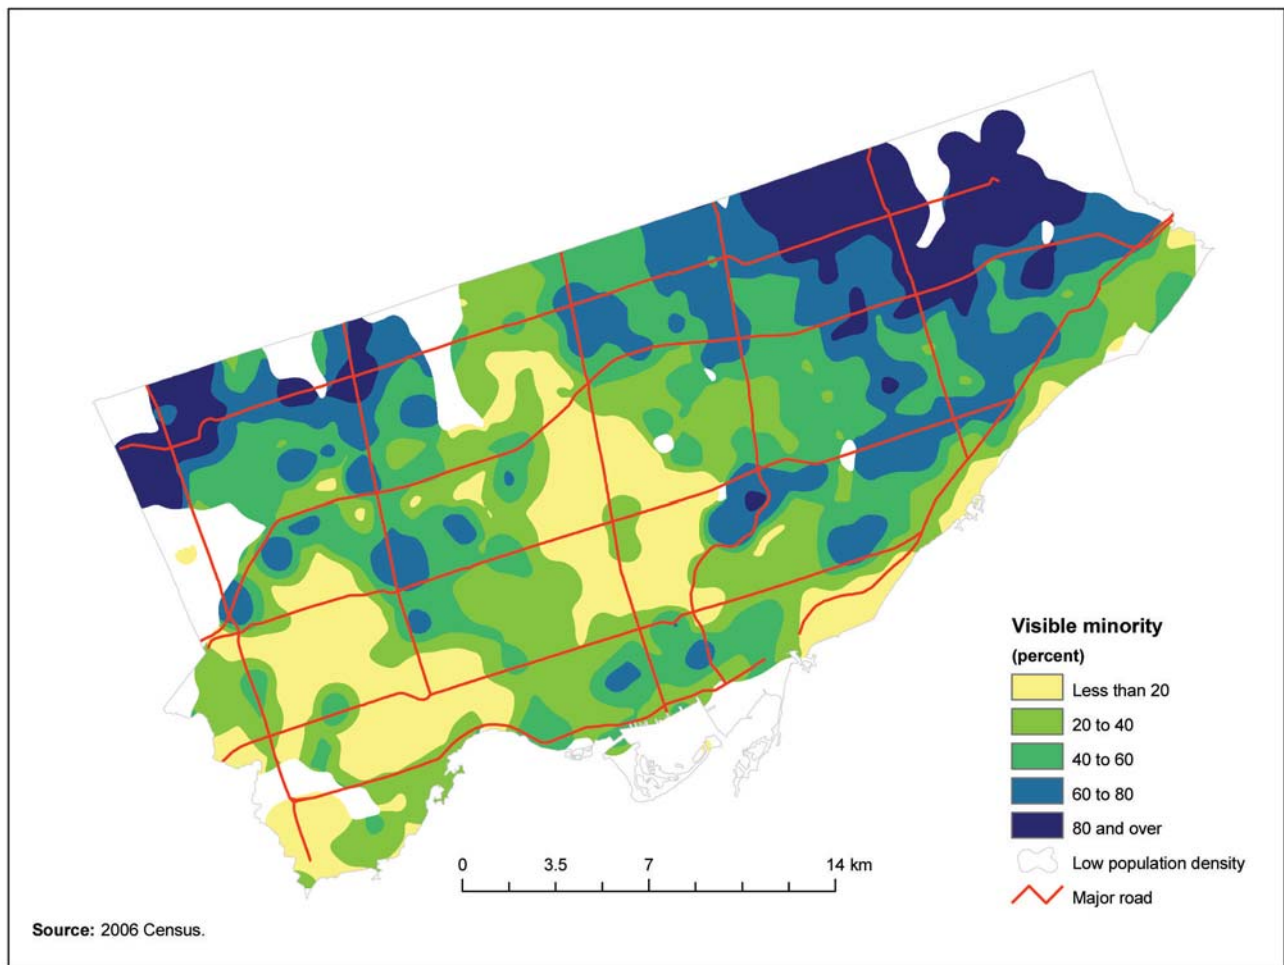 Visible minority
(percent)
Less than 20
20 to 40
40 to 60
60 to 80
80 and over
Low population density
Major road
0 3.5 7 14 km
Source: 2006 Census.